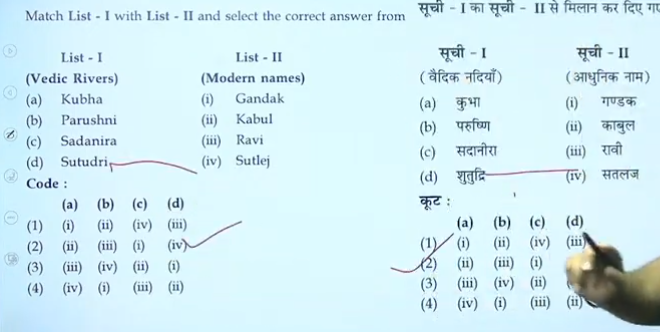 Match List - I with List - II and select the correct answer from
List - I List - II
(Vedic Rivers) (Modern names)
(a) Kubha (i) Gandak
(b) Parushni (ii) Kabul
(c) Sadanira (iii) Ravi
(d) Sutudri (iv) Sutlej
Code :
(a) (b) (c) (d)
(1) (i) (ii) (iv) (iii)
(2) (ii) (iii) (i) (iv)
(3) (iii) (iv) (ii) (i)
(4) (iv) (i) (iii) (ii)
सूची - I का सूची - II से मिलान कर दिए
सूची - I सूची - II
(वैदिक नदियाँ) (आधुनिक नाम)
(a) कुभा (i) गण्डक
(b) परुष्णि (ii) काबुल
(c) सदानीरा (iii) रावी
(d) शुतुद्रि (iv) सतलज
कूट :
(a) (b) (c) (d)
(1) (i) (ii) (iv) (iii)
(2) (ii) (iii) (i)
(3) (iii) (iv) (ii)
(4) (iv) (i) (iii) (ii)